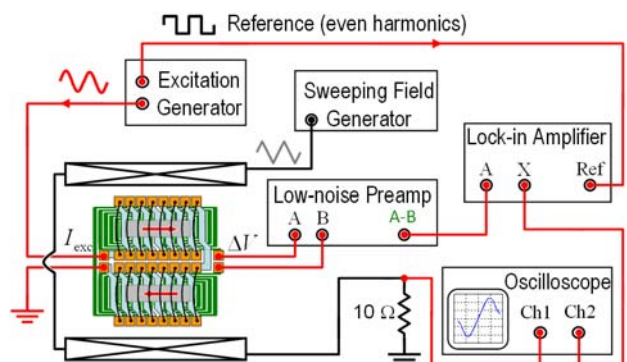 Reference (even harmonics)
Excitation
Generator
Sweeping Field
Generator
Lock-in Amplifier
A X Ref
Low-noise Preamp
A B A-B
I exc
ΔV
Oscilloscope
10 Ω
Ch1 Ch2